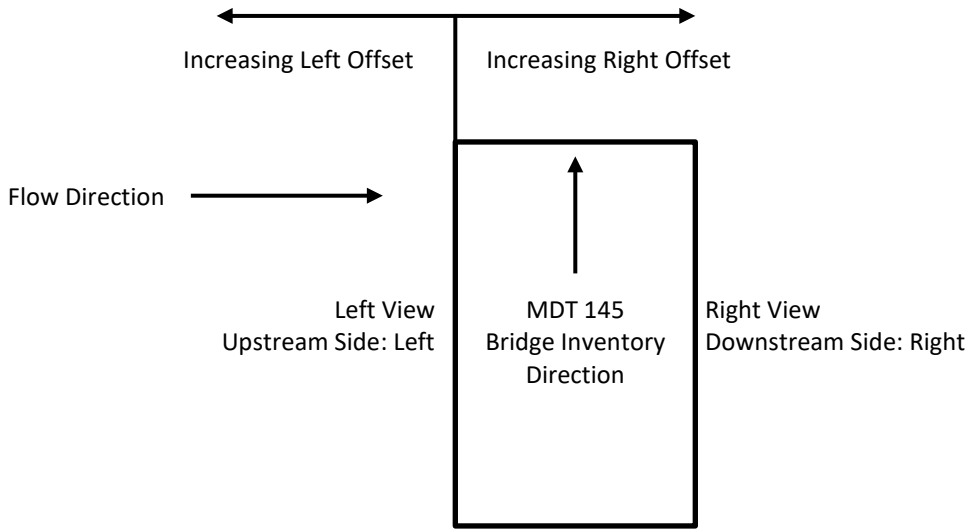 Increasing Left Offset
Increasing Right Offset
Flow Direction
Left View
Upstream Side: Left
MDT 145
Bridge Inventory
Direction
Right View
Downstream Side: Right